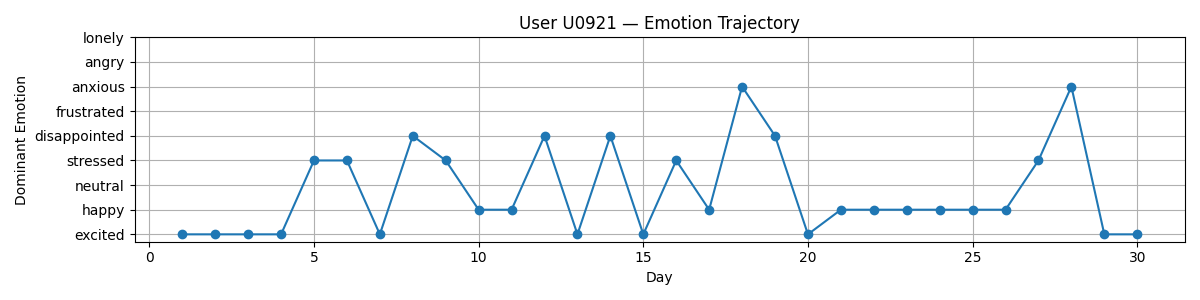 User U0921 — Emotion Trajectory
Dominant Emotion
lonely
angry
anxious
frustrated
disappointed
stressed
neutral
happy
excited
0 5 10 15 20 25 30
Day